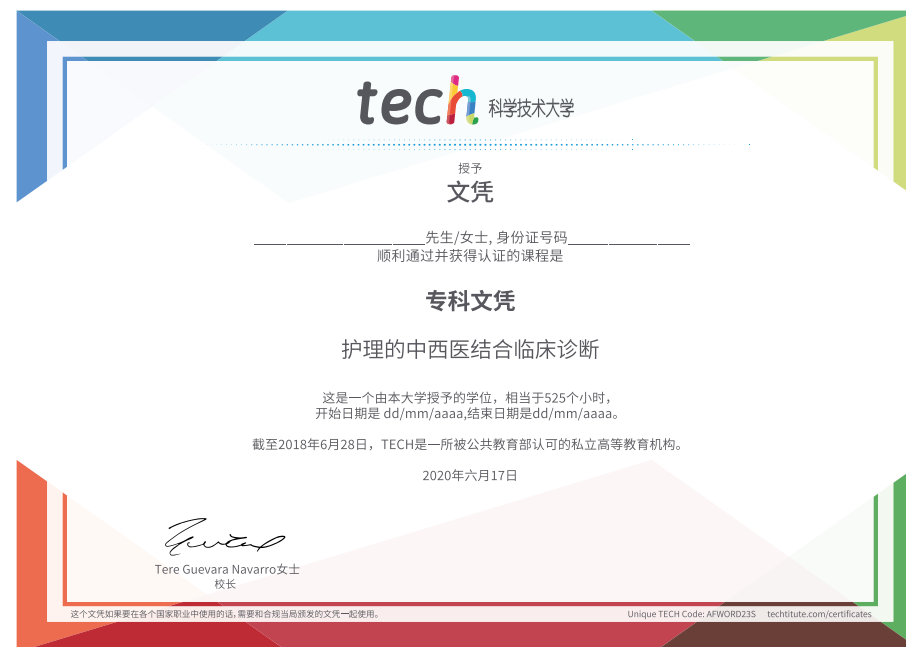 tech 科学技术大学
授予
文凭
先生/女士, 身份证号码
顺利通过并获得认证的课程是
专科文凭
护理的中西医结合临床诊断
这是一个由本大学授予的学位，相当于525个小时，
开始日期是 dd/mm/aaaa,结束日期是dd/mm/aaaa。
截至2018年6月28日，TECH是一所被公共教育部认可的私立高等教育机构。
2020年六月17日
Tere Guevara Navarro女士
校长
这个文凭如果要在各个国家职业中使用的话,需要和合规当局颁发的文凭一起使用。
Unique TECH Code: AFWORD23S techtitute.com/certificates